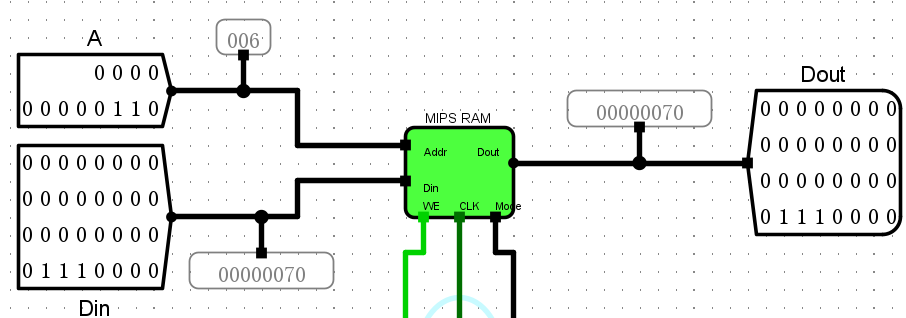 A
006
0 0 0 0
0 0 0 0 0 1 1 0
0 0 0 0 0 0 0 0
0 0 0 0 0 0 0 0
0 0 0 0 0 0 0 0
0 1 1 1 0 0 0 0
Din
00000070
MIPS RAM
Addr
Dout
Din
WE
CLK
Mode
00000070
Dout
0 0 0 0 0 0 0 0
0 0 0 0 0 0 0 0
0 0 0 0 0 0 0 0
0 1 1 1 0 0 0 0